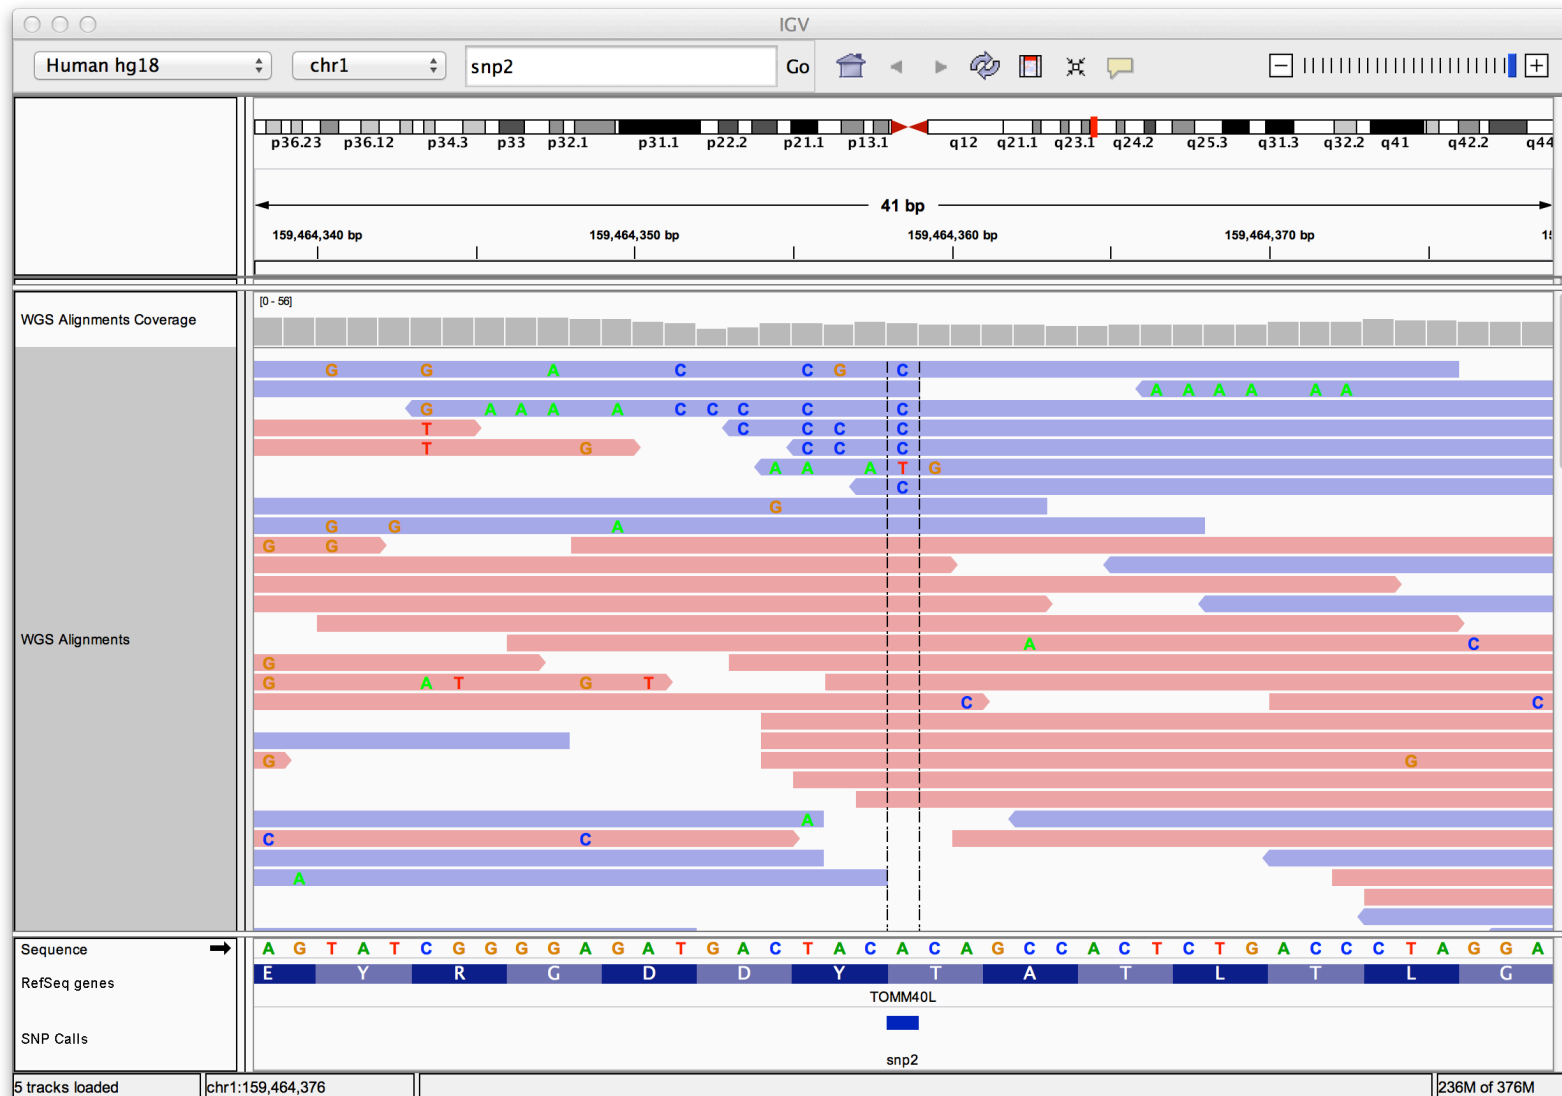 IGV
Human hg18 chr1 snp2 Go
p36.23 p36.12 p34.3 p33 p32.1 p31.1 p22.2 p21.1 p13.1 q12 q21.1 q23.1 q24.2 q25.3 q31.3 q32.2 q41 q42.2 q44
41 bp
159,464,340 bp 159,464,350 bp 159,464,360 bp 159,464,370 bp
[0 - 56]
WGS Alignments Coverage
G G A C C G C
A A A A A A
G A A A A C C C C C
T C C C C
T G C C C
A A A T G
C
G
G G A
G G
WGS Alignments
A C
G
G A T G T
C C
G G
A
C C
A
Sequence A G T A T C G G G G A G A T G A C T A C A C A G C C A C T C T G A C C C T A G G A
RefSeq genes E Y R G D D Y T A T L T L G
TOMM40L
SNP Calls
snp2
5 tracks loaded chr1:159,464,376 236M of 376M